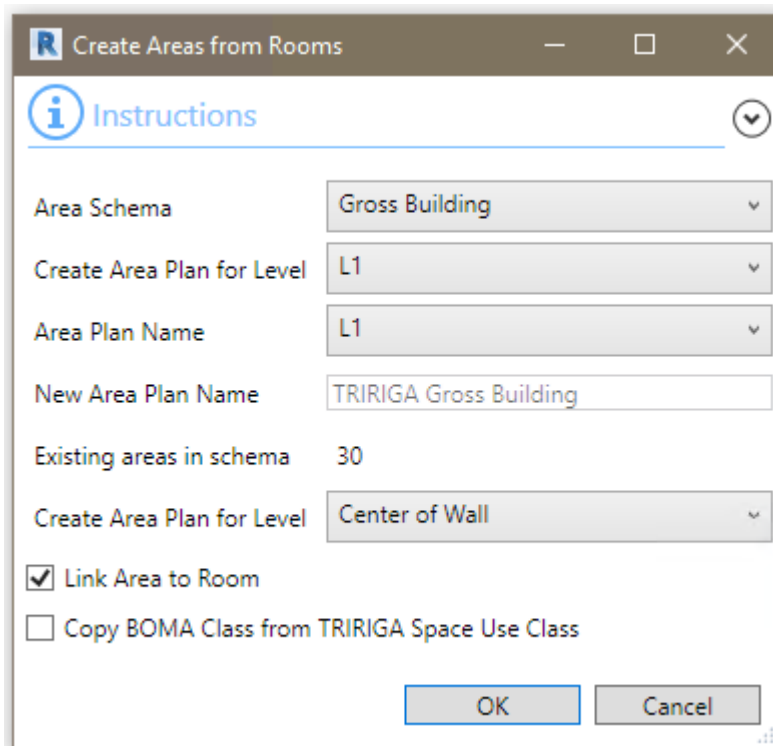 R Create Areas from Rooms
i Instructions
Area Schema Gross Building
Create Area Plan for Level L1
Area Plan Name L1
New Area Plan Name TRIRIGA Gross Building
Existing areas in schema 30
Create Area Plan for Level Center of Wall
Link Area to Room
Copy BOMA Class from TRIRIGA Space Use Class
OK Cancel